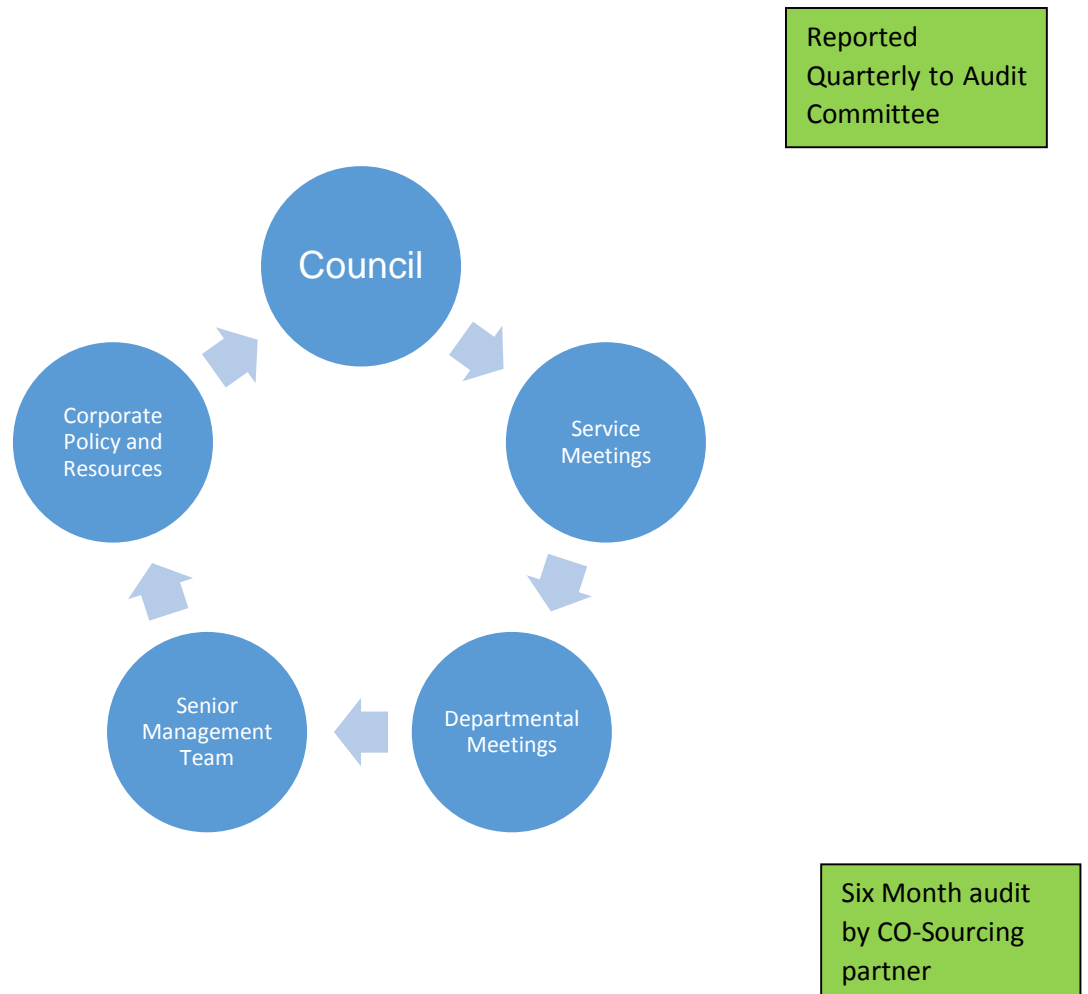 Reported
Quarterly to Audit
Committee
Council
Service
Meetings
Departmental
Meetings
Senior
Management
Team
Corporate
Policy and
Resources
Six Month audit
by CO-Sourcing
partner